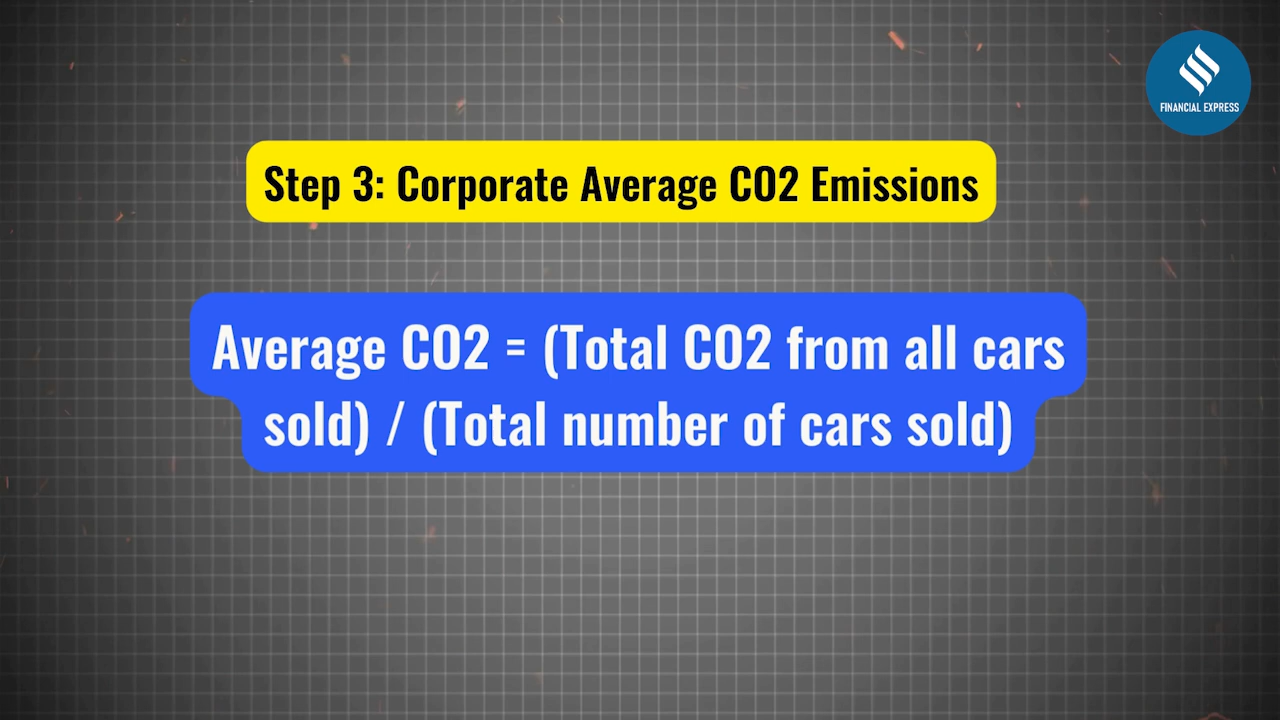 FINANCIAL EXPRESS
Step 3: Corporate Average CO2 Emissions
Average CO2 = (Total CO2 from all cars
sold) / (Total number of cars sold)